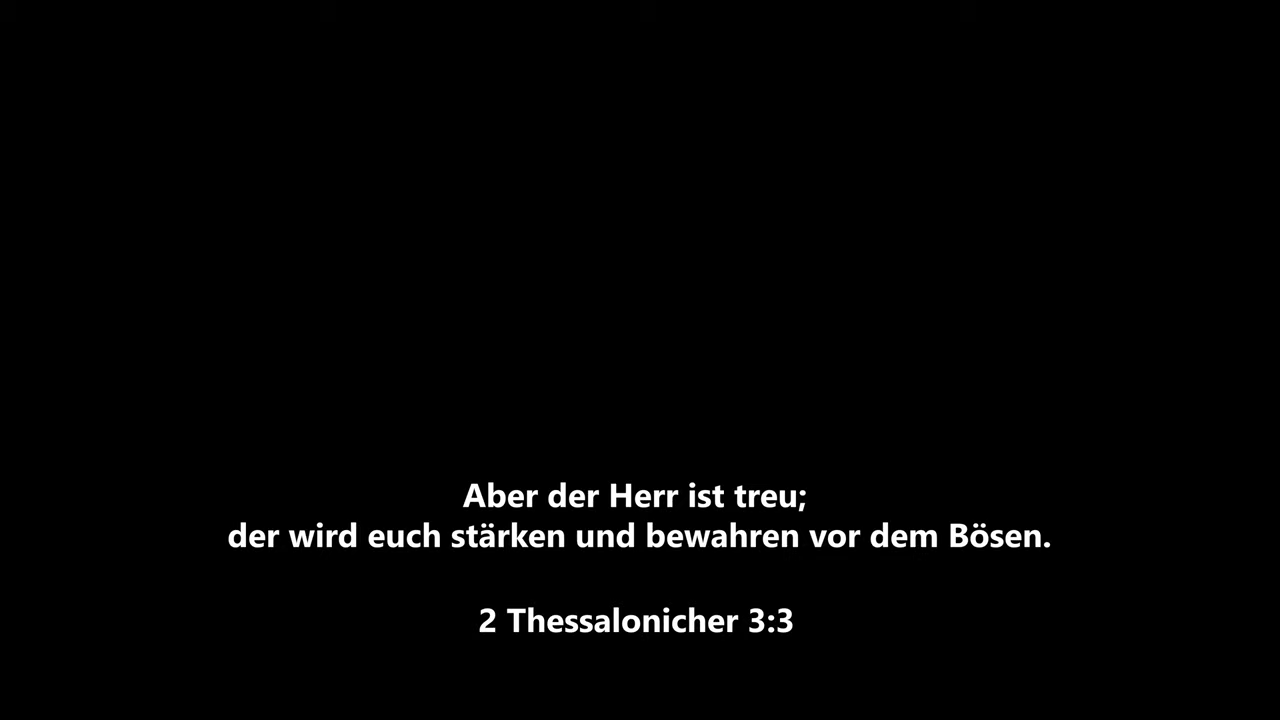 Aber der Herr ist treu;
der wird euch stärken und bewahren vor dem Bösen.
2 Thessalonicher 3:3